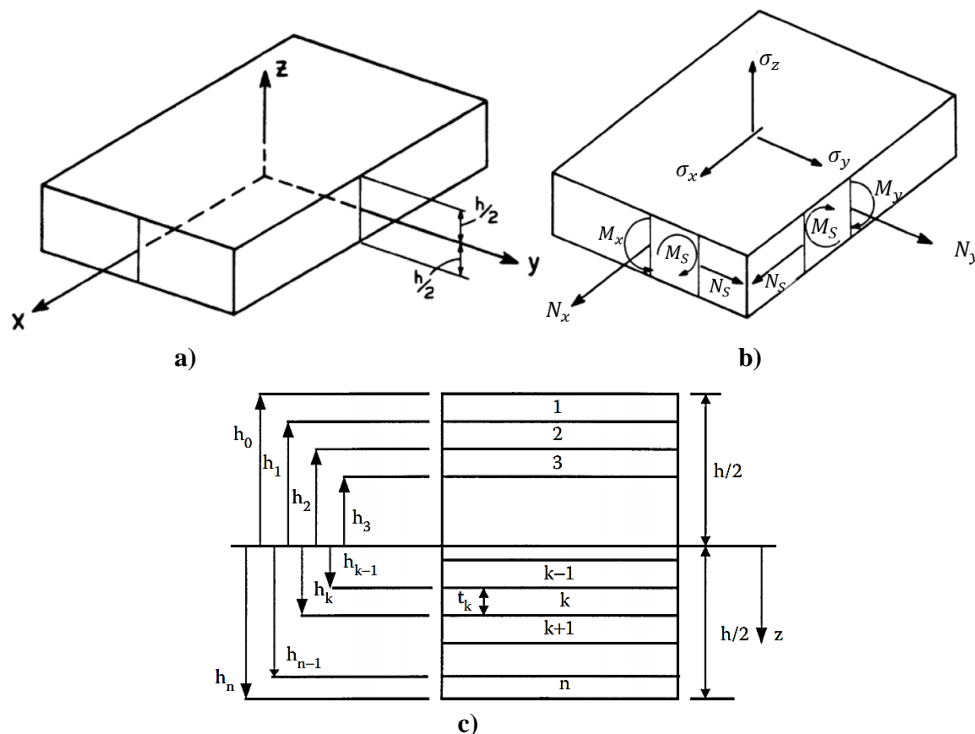 z
h/2
h/2
y
x
a)
σz
σx
σy
Mx
MS
NS
NS
MS
My
Nx
Ny
b)
h0
h1
h2
h3
hk-1
hk
hn-1
hn
1
2
3
k–1
tk
k
k+1
n
h/2
h/2
z
c)